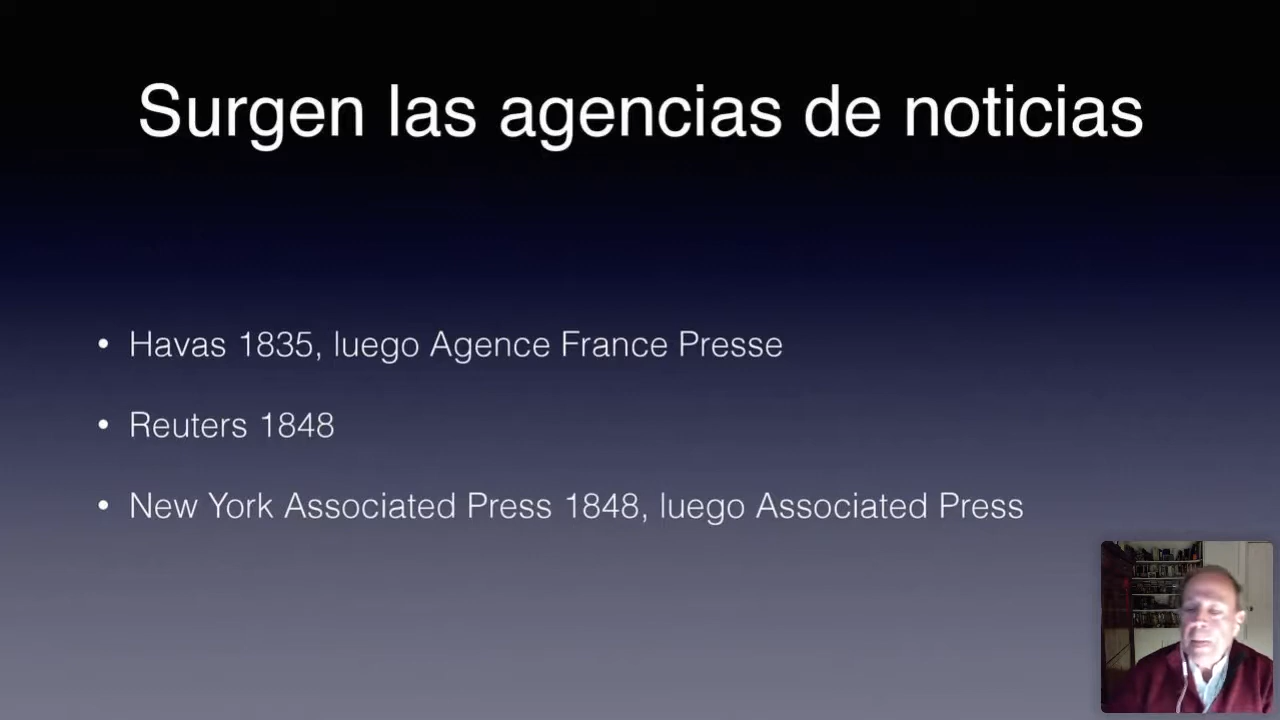 Surgen las agencias de noticias
• Havas 1835, luego Agence France Presse
• Reuters 1848
• New York Associated Press 1848, luego Associated Press